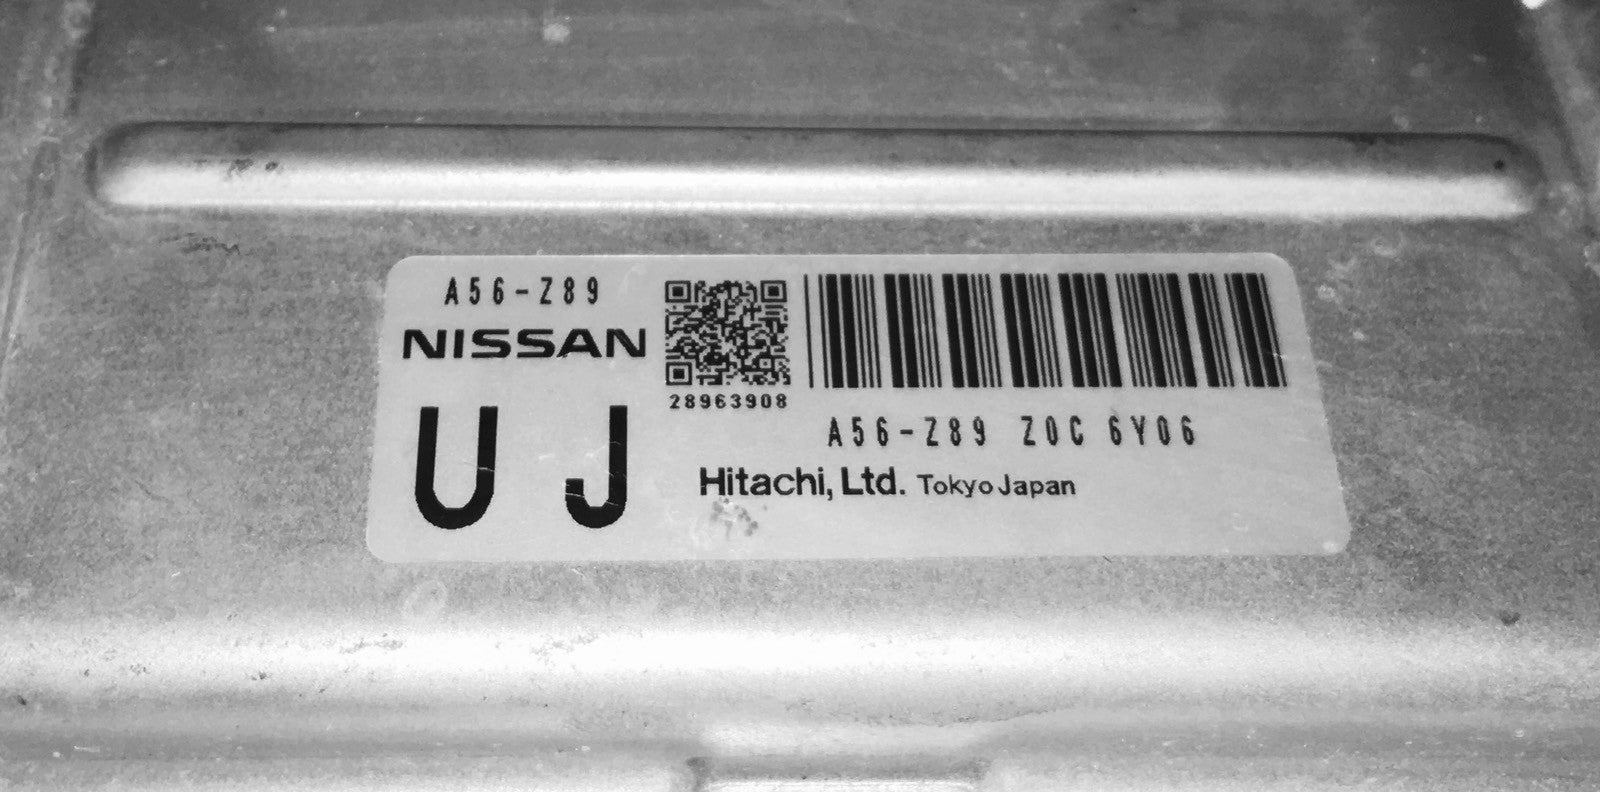 A56-Z89
NISSAN
U J
28963908
A56-Z89 Z0C 6Y06
Hitachi, Ltd. Tokyo Japan